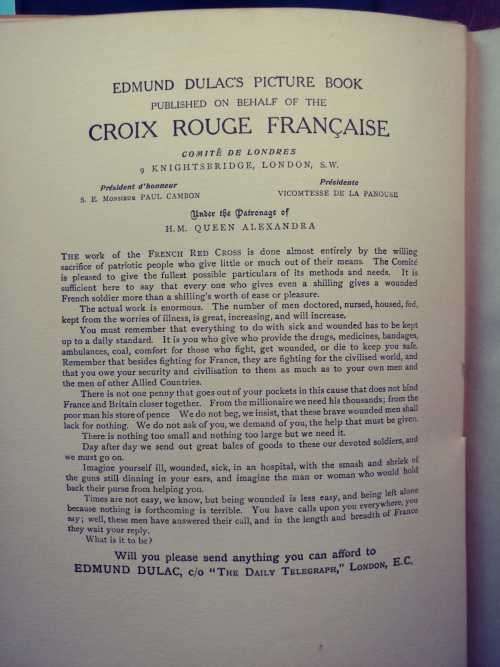 EDMUND DULAC'S PICTURE BOOK
PUBLISHED ON BEHALF OF THE
CROIX ROUGE FRANÇAISE
COMITÉ DE LONDRES
9 KNIGHTSBRIDGE, LONDON, S.W.
Président d'honneur
S. E. MONSIEUR PAUL CAMBON
Présidente
VICOMTESSE DE LA PANOUSE
Under the Patronage of
H.M. QUEEN ALEXANDRA
THE work of the FRENCH RED CROSS is done almost entirely by the willing
sacrifice of patriotic people who give little or much out of their means. The Comité
is pleased to give the fullest possible particulars of its methods and needs. It is
sufficient here to say that every one who gives even a shilling gives a wounded
French soldier more than a shilling's worth of ease or pleasure.
The actual work is enormous. The number of men doctored, nursed, housed, fed,
kept from the worries of illness, is great, increasing, and will increase.
You must remember that everything to do with sick and wounded has to be kept
up to a daily standard. It is you who give who provide the drugs, medicines, bandages,
ambulances, coal, comfort for those who fight, get wounded, or die to keep you safe.
Remember that besides fighting for France, they are fighting for the civilised world, and
that you owe your security and civilisation to them as much as to your own men and
the men of other Allied Countries.
There is not one penny that goes out of your pockets in this cause that does not bind
France and Britain closer together. From the millionaire we need his thousands; from the
poor man his store of pence We do not beg, we insist, that these brave wounded men shall
lack for nothing. We do not ask of you, we demand of you, the help that must be given.
There is nothing too small and nothing too large but we need it.
Day after day we send out great bales of goods to these our devoted soldiers, and
we must go on.
Imagine yourself ill, wounded, sick, in an hospital, with the smash and shriek of
the guns still dinning in your ears, and imagine the man or woman who would hold
back their purse from helping you.
Times are not easy, we know, but being wounded is less easy, and being left alone
because nothing is forthcoming is terrible. You have calls upon you everywhere, you
say; well, these men have answered their call, and in the length and breadth of France
they wait your reply.
What is it to be?
Will you please send anything you can afford to
EDMUND DULAC, c/o "THE DAILY TELEGRAPH," LONDON, E.C.